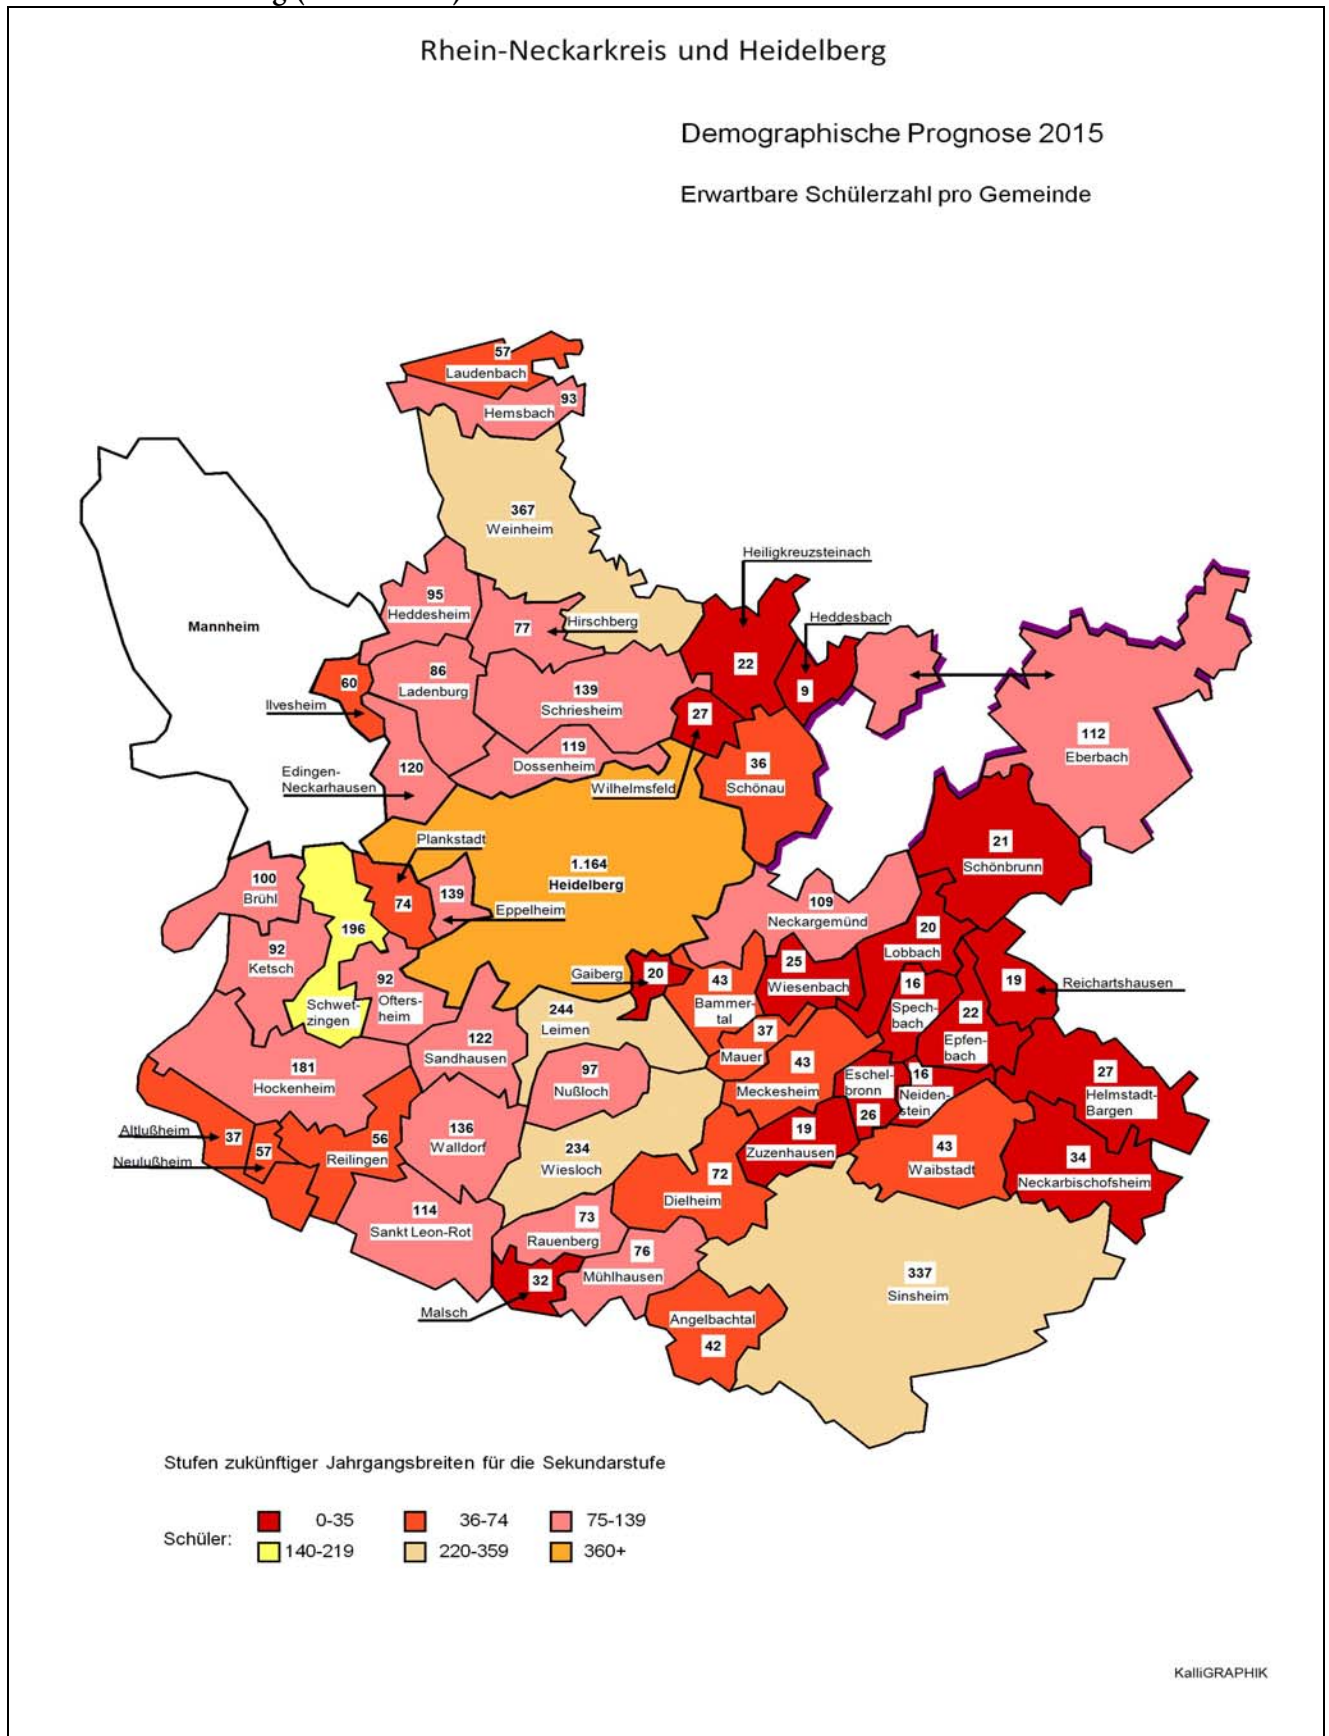 Rhein-Neckarkreis und Heidelberg
Demographische Prognose 2015
Erwartbare Schülerzahl pro Gemeinde
57
Laudenbach
93
Hemsbach
367
Weinheim
Heiligkreuzsteinach
95
Heddesheim
Heddesbach
77
Hirschberg
Mannheim
22
9
86
Ladenburg
60
139
Schriesheim
Ilvesheim
27
112
Eberbach
119
Dossenheim
120
Edingen-
Neckarhausen
36
Schönau
Wilhelmsfeld
Plankstadt
21
Schönbrunn
1.164
Heidelberg
100
Brühl
139
74
Eppelheim
109
Neckargemünd
196
20
Lobbach
92
Ketsch
25
Wiesenbach
Gaiberg
20
92
Ofters-
heim
43
Bammer-
tal
16
Spech-
bach
19
Reichartshausen
Schwet-
zingen
244
Leimen
22
Epfen-
bach
122
Sandhausen
37
Mauer
181
Hockenheim
97
Nußloch
43
Meckesheim
Eschel-
bronn
26
16
Neiden-
stein
27
Helmstadt-
Bargen
Altlußheim
37
57
Neulußheim
56
Reilingen
136
Walldorf
234
Wiesloch
19
Zuzenhausen
43
Waibstadt
34
Neckarbischofsheim
72
Dielheim
114
Sankt Leon-Rot
73
Rauenberg
76
Mühlhausen
32
Malsch
337
Sinsheim
Angelbachtal
42
Stufen zukünftiger Jahrgangsbreiten für die Sekundarstufe
Schüler:
0-35
36-74
75-139
140-219
220-359
360+
KalliGRAPHIK